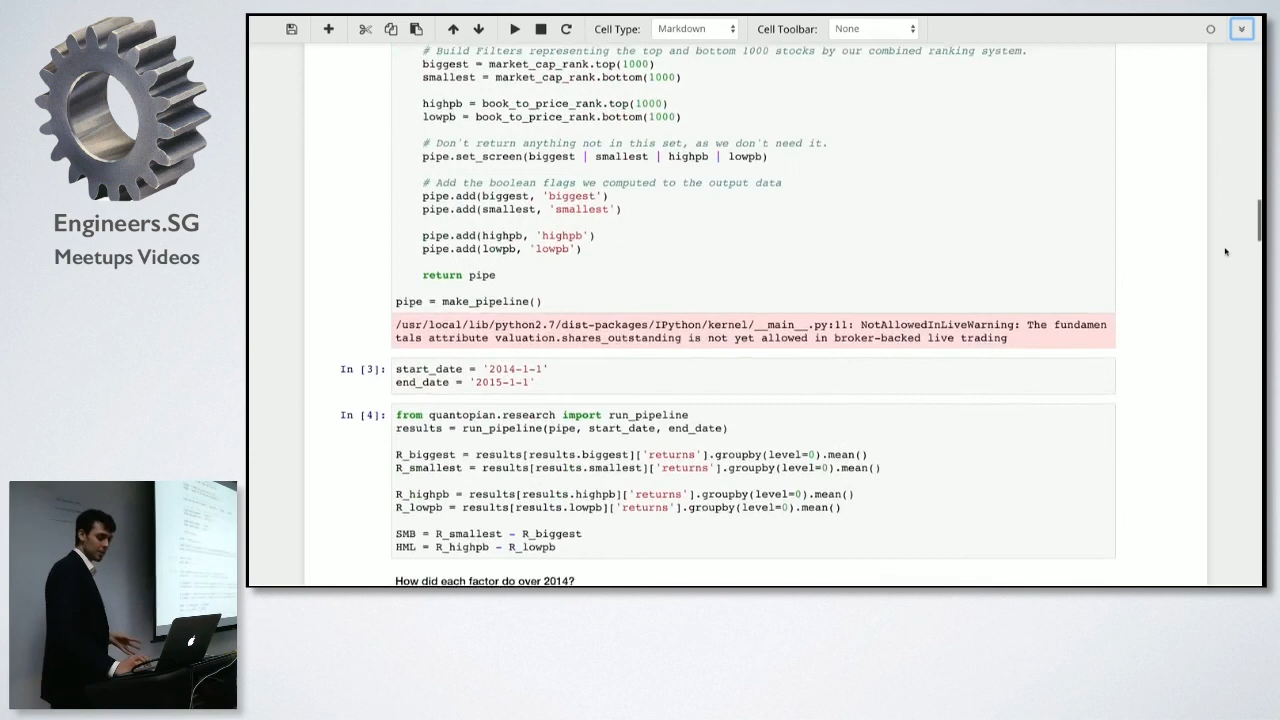 Engineers.SG
Meetups Videos
Cell Type:
Markdown
Cell Toolbar:
None
# Build Filters representing the top and bottom 1000 stocks by our combined ranking system.
biggest = market_cap_rank.top(1000)
smallest = market_cap_rank.bottom(1000)
highpb = book_to_price_rank.top(1000)
lowpb = book_to_price_rank.bottom(1000)
# Don't return anything not in this set, as we don't need it.
pipe.set_screen(biggest | smallest | highpb | lowpb)
# Add the boolean flags we computed to the output data
pipe.add(biggest, 'biggest')
pipe.add(smallest, 'smallest')
pipe.add(highpb, 'highpb')
pipe.add(lowpb, 'lowpb')
return pipe
pipe = make_pipeline()
/usr/local/lib/python2.7/dist-packages/IPython/kernel/__main__.py:11: NotAllowedInLiveWarning: The fundamen
tals attribute valuation.shares_outstanding is not yet allowed in broker-backed live trading
In [3]: start_date = '2014-1-1'
end_date = '2015-1-1'
In [4]: from quantopian.research import run_pipeline
results = run_pipeline(pipe, start_date, end_date)
R_biggest = results[results.biggest]['returns'].groupby(level=0).mean()
R_smallest = results[results.smallest]['returns'].groupby(level=0).mean()
R_highpb = results[results.highpb]['returns'].groupby(level=0).mean()
R_lowpb = results[results.lowpb]['returns'].groupby(level=0).mean()
SMB = R_smallest - R_biggest
HML = R_highpb - R_lowpb
How did each factor do over 2014?